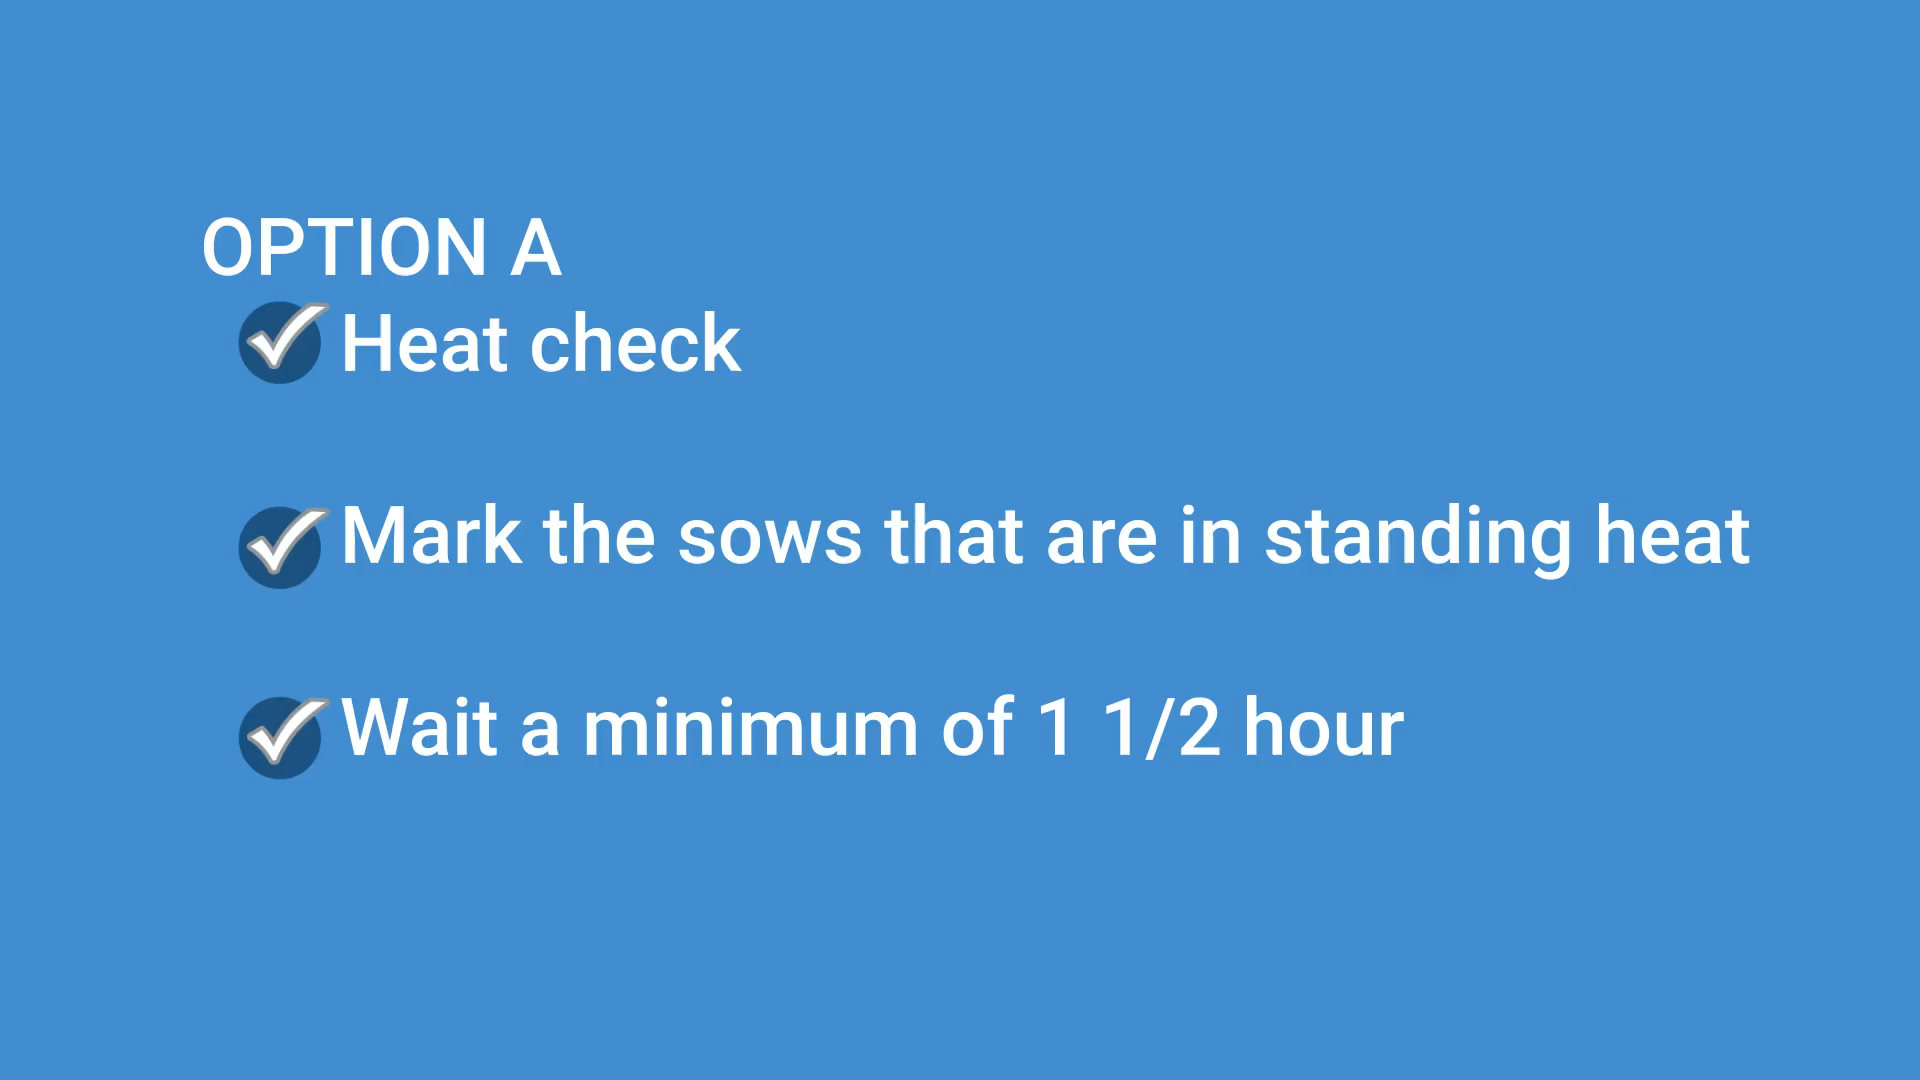 OPTION A
Heat check
Mark the sows that are in standing heat
Wait a minimum of 1 1/2 hour